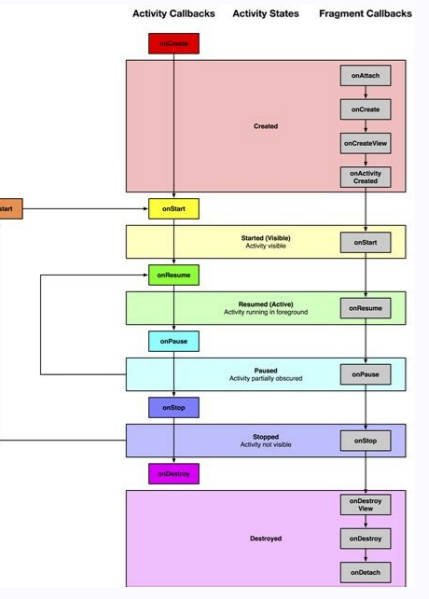 Activity Callbacks Activity States Fragment Callbacks
onCreate
onAttach
onCreate
Created
onCreateView
onActivity
Created
start
onStart
Started (Visible)
Activity visible
onStart
onResume
Resumed (Active)
Activity running in foreground
onResume
onPause
Paused
Activity partially obscured
onPause
onStop
Stopped
Activity not visible
onStop
onDestroy
onDestroy
View
Destroyed
onDestroy
onDetach